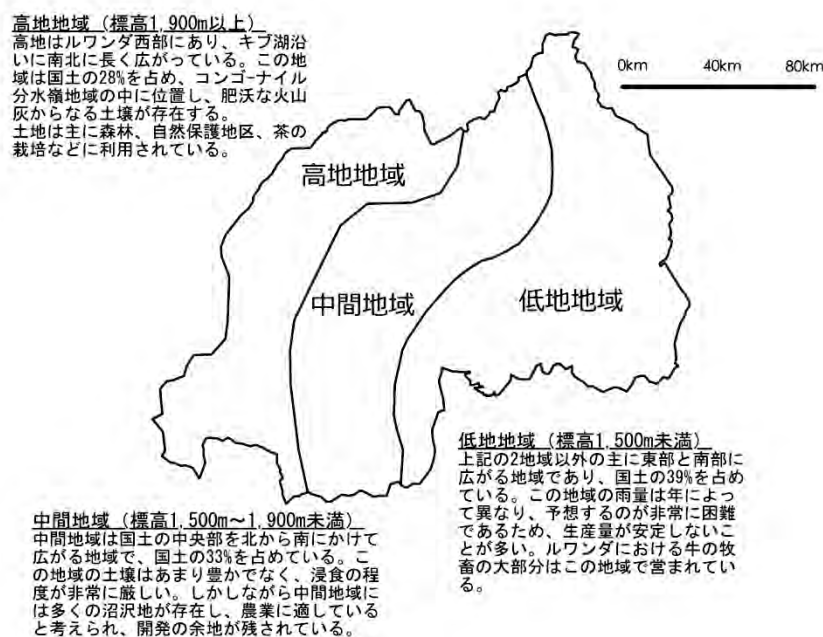 高地地域（標高1,900m以上）
高地はルワンダ西部にあり、キブ湖沿
いに南北に長く広がっている。この地
域は国土の28%を占め、コンゴ-ナイル
分水嶺地域の中に位置し、肥沃な火山
灰からなる土壌が存在する。
土地は主に森林、自然保護地区、茶の
栽培などに利用されている。
0km 40km 80km
高地地域
中間地域
低地地域
低地地域（標高1,500m未満）
上記の2地域以外の主に東部と南部に
広がる地域であり、国土の39%を占め
ている。この地域の雨量は年によっ
て異なり、予想するのが非常に困難
であるため、生産量が安定しないこ
とが多い。ルワンダにおける牛の牧
畜の大部分はこの地域で営まれてい
る。
中間地域（標高1,500m～1,900m未満）
中間地域は国土の中央部を北から南にかけて
広がる地域で、国土の33%を占めている。こ
の地域の土壌はあまり豊かでなく、浸食の程
度が非常に厳しい。しかしながら中間地域に
は多くの沼沢地が存在し、農業に適している
と考えられ、開発の余地が残されている。